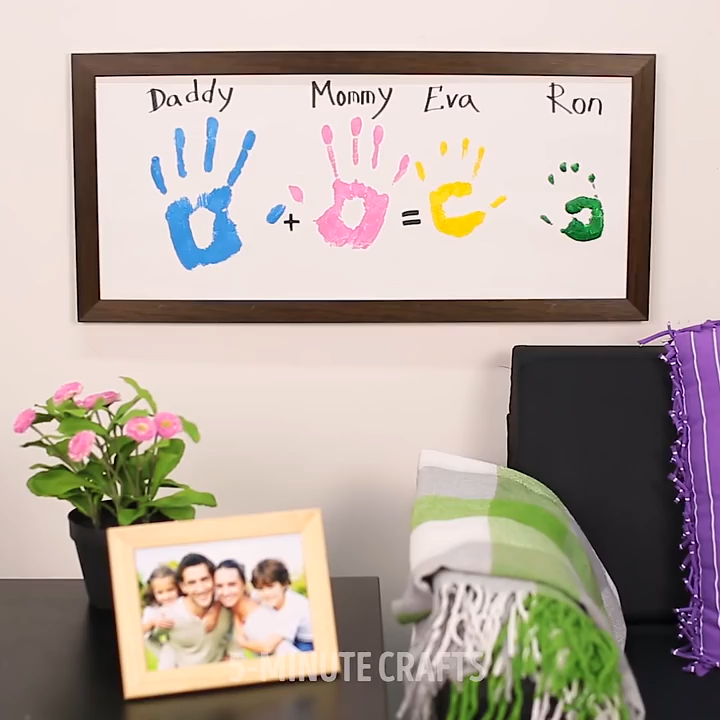 Daddy Mommy Eva Ron
+ =
5-MINUTE CRAFTS